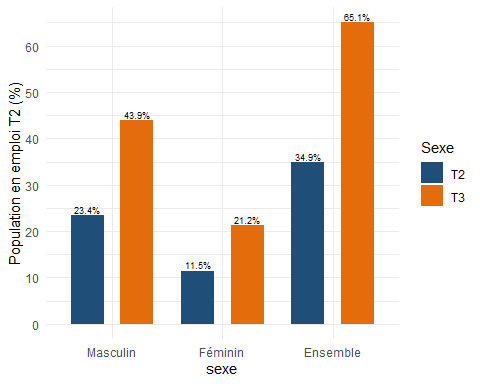 65.1%
43.9%
34.9%
23.4%
21.2%
11.5%
60
50
40
30
20
10
0
Population en emploi T2 (%)
Masculin
Féminin
Ensemble
sexe
Sexe
T2
T3